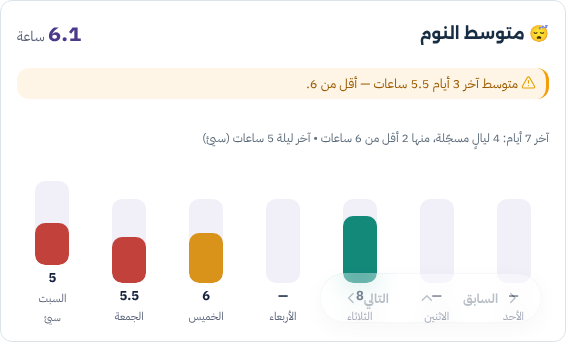 😴 متوسط النوم
6.1 ساعة
⚠ متوسط آخر 3 أيام 5.5 ساعات — أقل من 6.
آخر 7 أيام: 4 ليالٍ مسجّلة، منها 2 أقل من 6 ساعات • آخر ليلة 5 ساعات (سيئ)
— — 8 — 6 5.5 5
الأحد الاثنين الثلاثاء الأربعاء الخميس الجمعة السبت
سيئ
السابق التالي